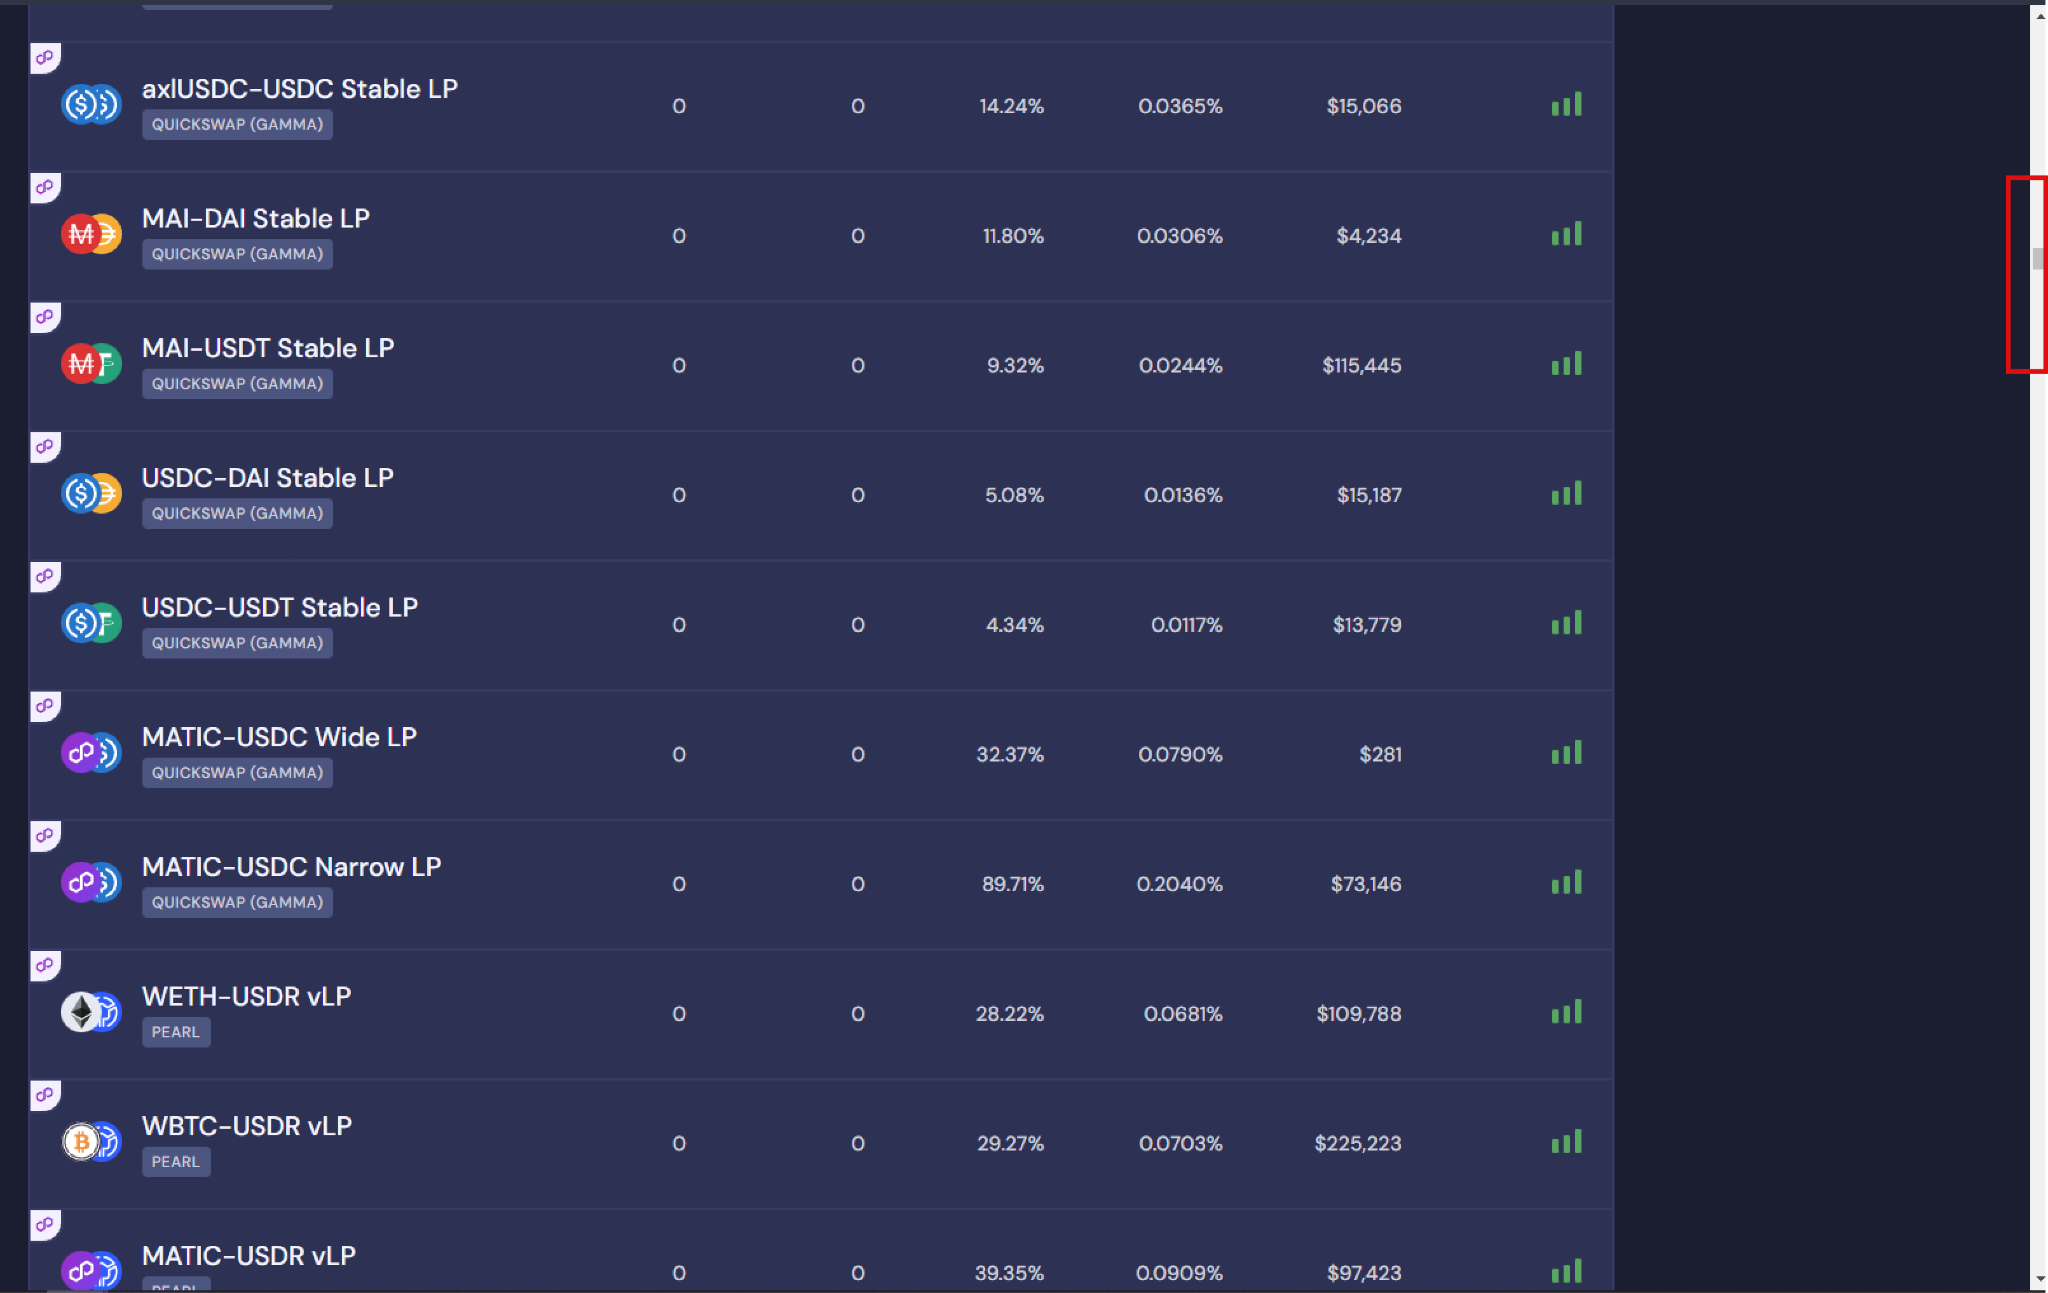 axlUSDC-USDC Stable LP
QUICKSWAP (GAMMA)
0 0 14.24% 0.0365% $15,066
MAI-DAI Stable LP
QUICKSWAP (GAMMA)
0 0 11.80% 0.0306% $4,234
MAI-USDT Stable LP
QUICKSWAP (GAMMA)
0 0 9.32% 0.0244% $115,445
USDC-DAI Stable LP
QUICKSWAP (GAMMA)
0 0 5.08% 0.0136% $15,187
USDC-USDT Stable LP
QUICKSWAP (GAMMA)
0 0 4.34% 0.0117% $13,779
MATIC-USDC Wide LP
QUICKSWAP (GAMMA)
0 0 32.37% 0.0790% $281
MATIC-USDC Narrow LP
QUICKSWAP (GAMMA)
0 0 89.71% 0.2040% $73,146
WETH-USDR vLP
PEARL
0 0 28.22% 0.0681% $109,788
WBTC-USDR vLP
PEARL
0 0 29.27% 0.0703% $225,223
MATIC-USDR vLP
PEARL
0 0 39.35% 0.0909% $97,423